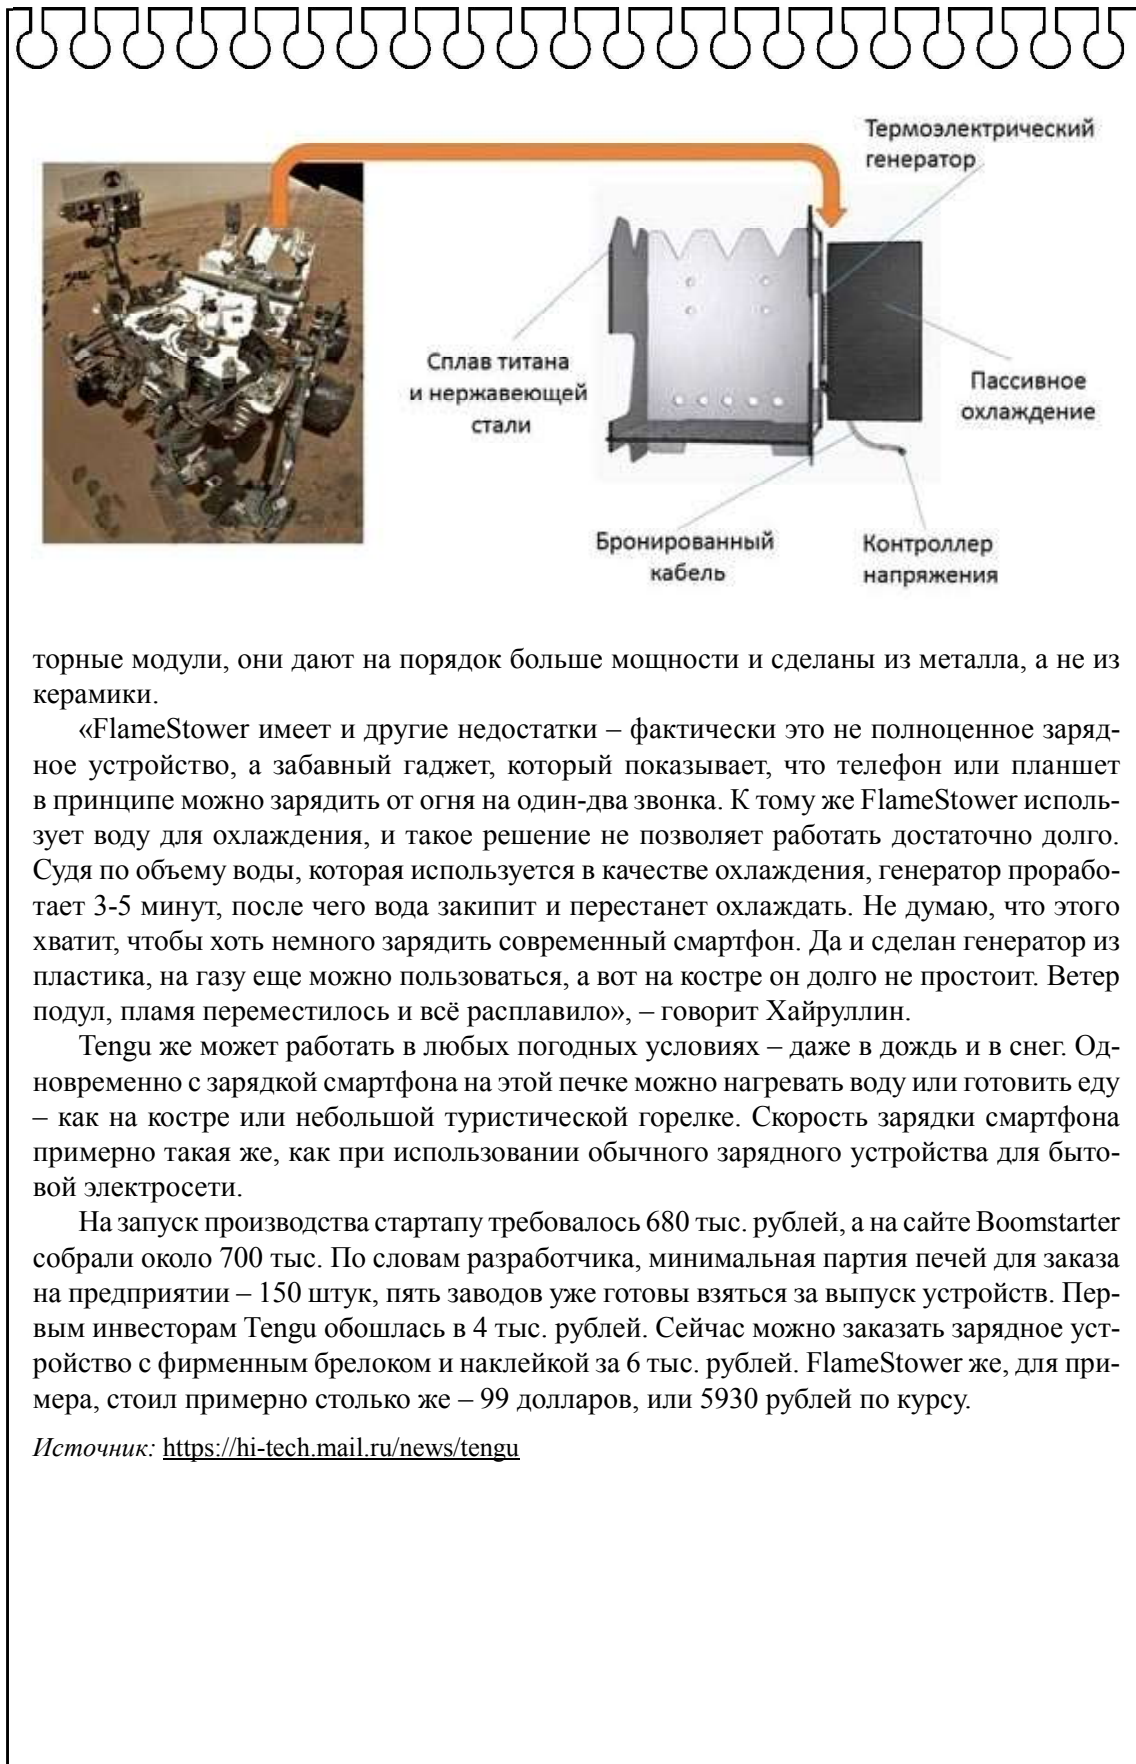 Термоэлектрический
генератор
Сплав титана
и нержавеющей
стали
Пассивное
охлаждение
Бронированный
кабель
Контроллер
напряжения
торные модули, они дают на порядок больше мощности и сделаны из металла, а не из
керамики.
«FlameStower имеет и другие недостатки – фактически это не полноценное заряд-
ное устройство, а забавный гаджет, который показывает, что телефон или планшет
в принципе можно зарядить от огня на один-два звонка. К тому же FlameStower исполь-
зует воду для охлаждения, и такое решение не позволяет работать достаточно долго.
Судя по объему воды, которая используется в качестве охлаждения, генератор прорабо-
тает 3-5 минут, после чего вода закипит и перестанет охлаждать. Не думаю, что этого
хватит, чтобы хоть немного зарядить современный смартфон. Да и сделан генератор из
пластика, на газу еще можно пользоваться, а вот на костре он долго не простоит. Ветер
подул, пламя переместилось и всё расплавило», – говорит Хайруллин.
Tengu же может работать в любых погодных условиях – даже в дождь и в снег. Од-
новременно с зарядкой смартфона на этой печке можно нагревать воду или готовить еду
– как на костре или небольшой туристической горелке. Скорость зарядки смартфона
примерно такая же, как при использовании обычного зарядного устройства для быто-
вой электросети.
На запуск производства стартапу требовалось 680 тыс. рублей, а на сайте Boomstarter
собрали около 700 тыс. По словам разработчика, минимальная партия печей для заказа
на предприятии – 150 штук, пять заводов уже готовы взяться за выпуск устройств. Пер-
вым инвесторам Tengu обошлась в 4 тыс. рублей. Сейчас можно заказать зарядное уст-
ройство с фирменным брелоком и наклейкой за 6 тыс. рублей. FlameStower же, для при-
мера, стоил примерно столько же – 99 долларов, или 5930 рублей по курсу.
Источник: https://hi-tech.mail.ru/news/tengu